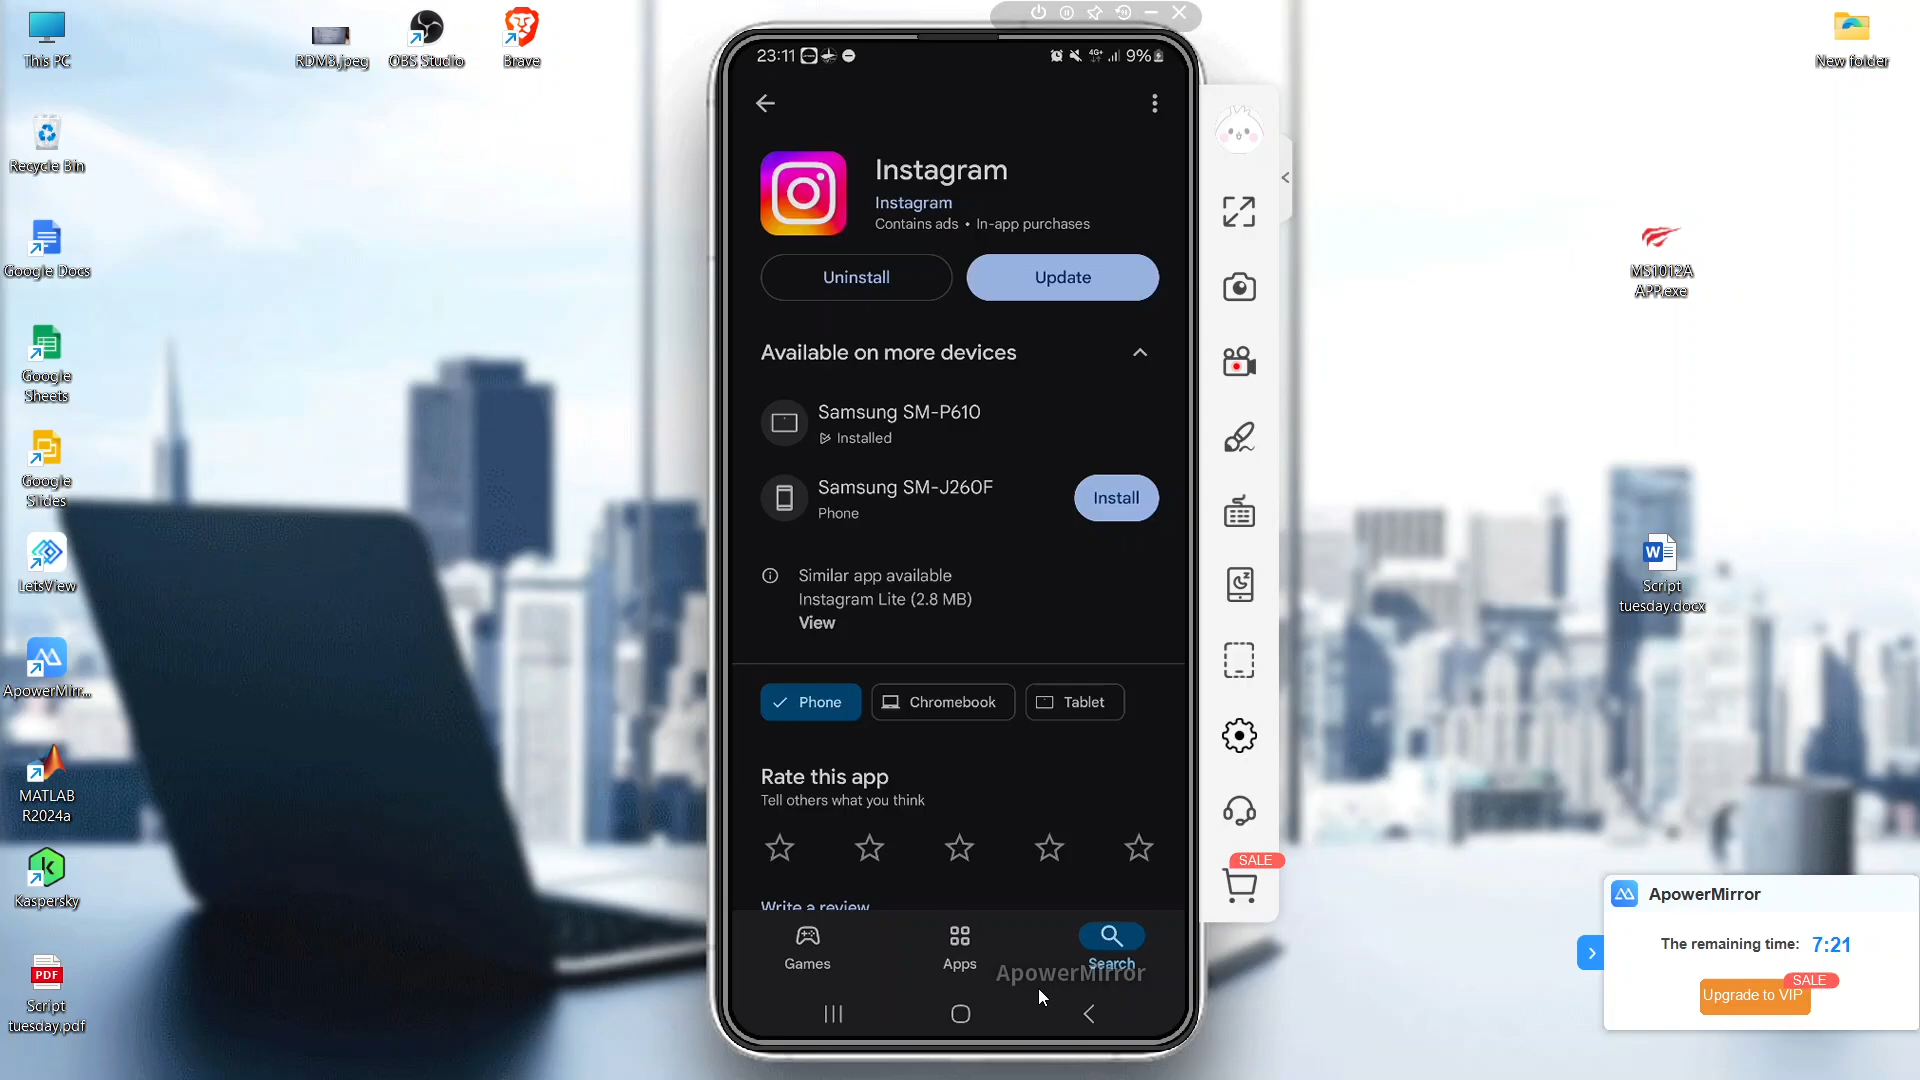 This PC
RDM3.jpeg
OBS Studio
Brave
New folder
Recycle Bin
Google Docs
Google
Sheets
Google
Slides
LetsView
ApowerMirr...
MATLAB
R2024a
Kaspersky
PDF
Script
tuesday.pdf
23:11
4G+
9%
Instagram
Instagram
Contains ads • In-app purchases
Uninstall
Update
Available on more devices
Samsung SM-P610
Installed
Samsung SM-J260F
Phone
Install
Similar app available
Instagram Lite (2.8 MB)
View
Phone
Chromebook
Tablet
Rate this app
Tell others what you think
Write a review
Games
Apps
Search
ApowerMirror
SALE
MS1012A
APP.exe
W
Script
tuesday.docx
ApowerMirror
The remaining time: 7:21
SALE
Upgrade to VIP